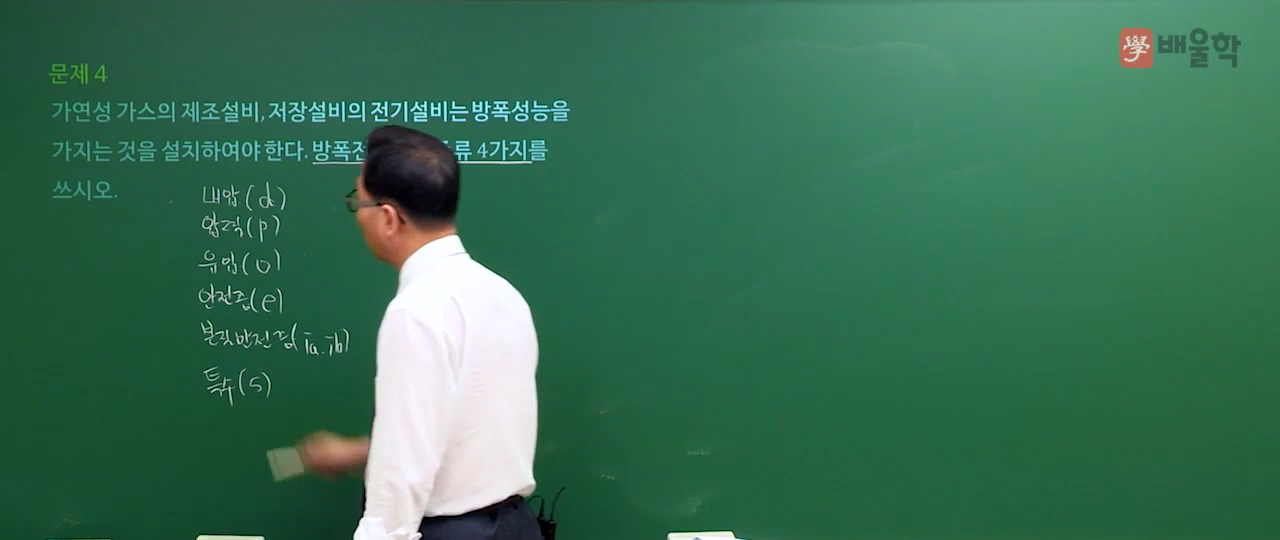 學 배울학
문제 4
가연성 가스의 제조설비, 저장설비의 전기설비는 방폭성능을
가지는 것을 설치하여야 한다. 방폭전 류 4가지를
쓰시오.
내압(d)
압력(p)
유압(o)
안전증(e)
본질안전증(ia. ib)
특수(s)